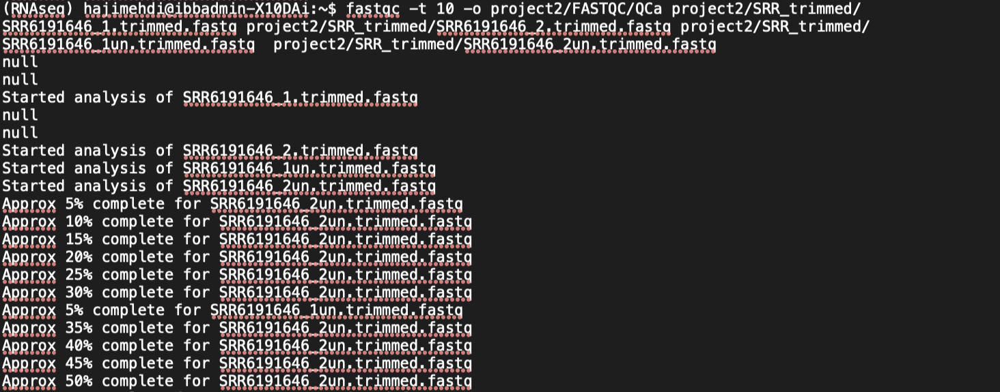 (RNAseq) hajimehdi@ibbadmin-X10DAi:~$ fastqc -t 10 -o project2/FASTQC/QCa project2/SRR_trimmed/
SRR6191646_1.trimmed.fastq project2/SRR_trimmed/SRR6191646_2.trimmed.fastq project2/SRR_trimmed/
SRR6191646_1un.trimmed.fastq  project2/SRR_trimmed/SRR6191646_2un.trimmed.fastq
null
null
Started analysis of SRR6191646_1.trimmed.fastq
null
null
Started analysis of SRR6191646_2.trimmed.fastq
Started analysis of SRR6191646_1un.trimmed.fastq
Started analysis of SRR6191646_2un.trimmed.fastq
Approx 5% complete for SRR6191646_2un.trimmed.fastq
Approx 10% complete for SRR6191646_2un.trimmed.fastq
Approx 15% complete for SRR6191646_2un.trimmed.fastq
Approx 20% complete for SRR6191646_2un.trimmed.fastq
Approx 25% complete for SRR6191646_2un.trimmed.fastq
Approx 30% complete for SRR6191646_2un.trimmed.fastq
Approx 5% complete for SRR6191646_1un.trimmed.fastq
Approx 35% complete for SRR6191646_2un.trimmed.fastq
Approx 40% complete for SRR6191646_2un.trimmed.fastq
Approx 45% complete for SRR6191646_2un.trimmed.fastq
Approx 50% complete for SRR6191646_2un.trimmed.fastq